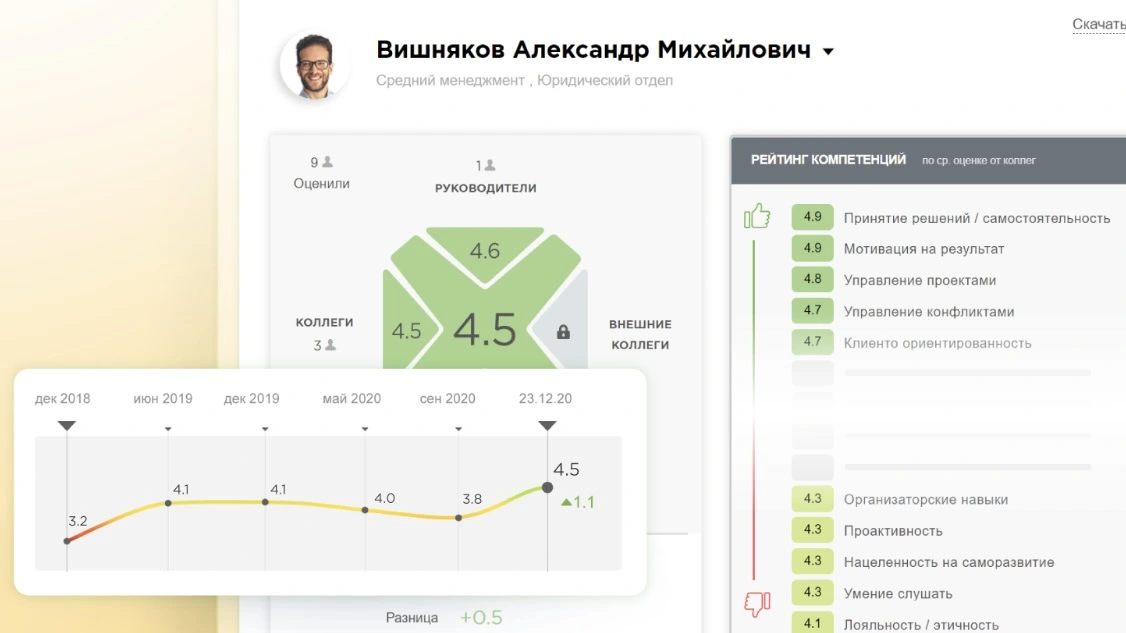 Скачать
Вишняков Александр Михайлович
Средний менеджмент , Юридический отдел
9
Оценили
1
РУКОВОДИТЕЛИ
4.6
КОЛЛЕГИ
3
4.5
4.5
ВНЕШНИЕ
КОЛЛЕГИ
дек 2018 июн 2019 дек 2019 май 2020 сен 2020 23.12.20
3.2 4.1 4.1 4.0 3.8 4.5
1.1
Разница +0.5
РЕЙТИНГ КОМПЕТЕНЦИЙ по ср. оценке от коллег
4.9 Принятие решений / самостоятельность
4.9 Мотивация на результат
4.8 Управление проектами
4.7 Управление конфликтами
4.7 Клиенто ориентированность
4.3 Организаторские навыки
4.3 Проактивность
4.3 Нацеленность на саморазвитие
4.3 Умение слушать
4.1 Лояльность / этичность